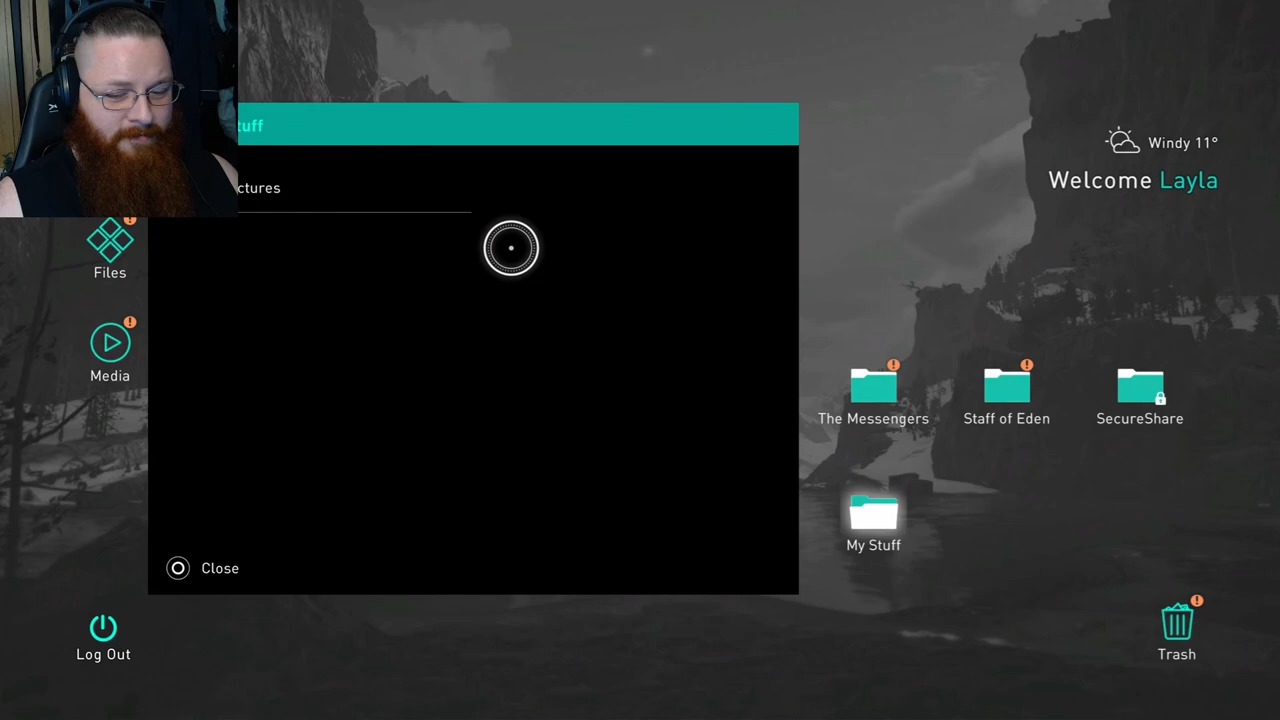 tuff
Windy 11°
Welcome Layla
ctures
Files
Media
The Messengers
Staff of Eden
SecureShare
My Stuff
Close
Log Out
Trash